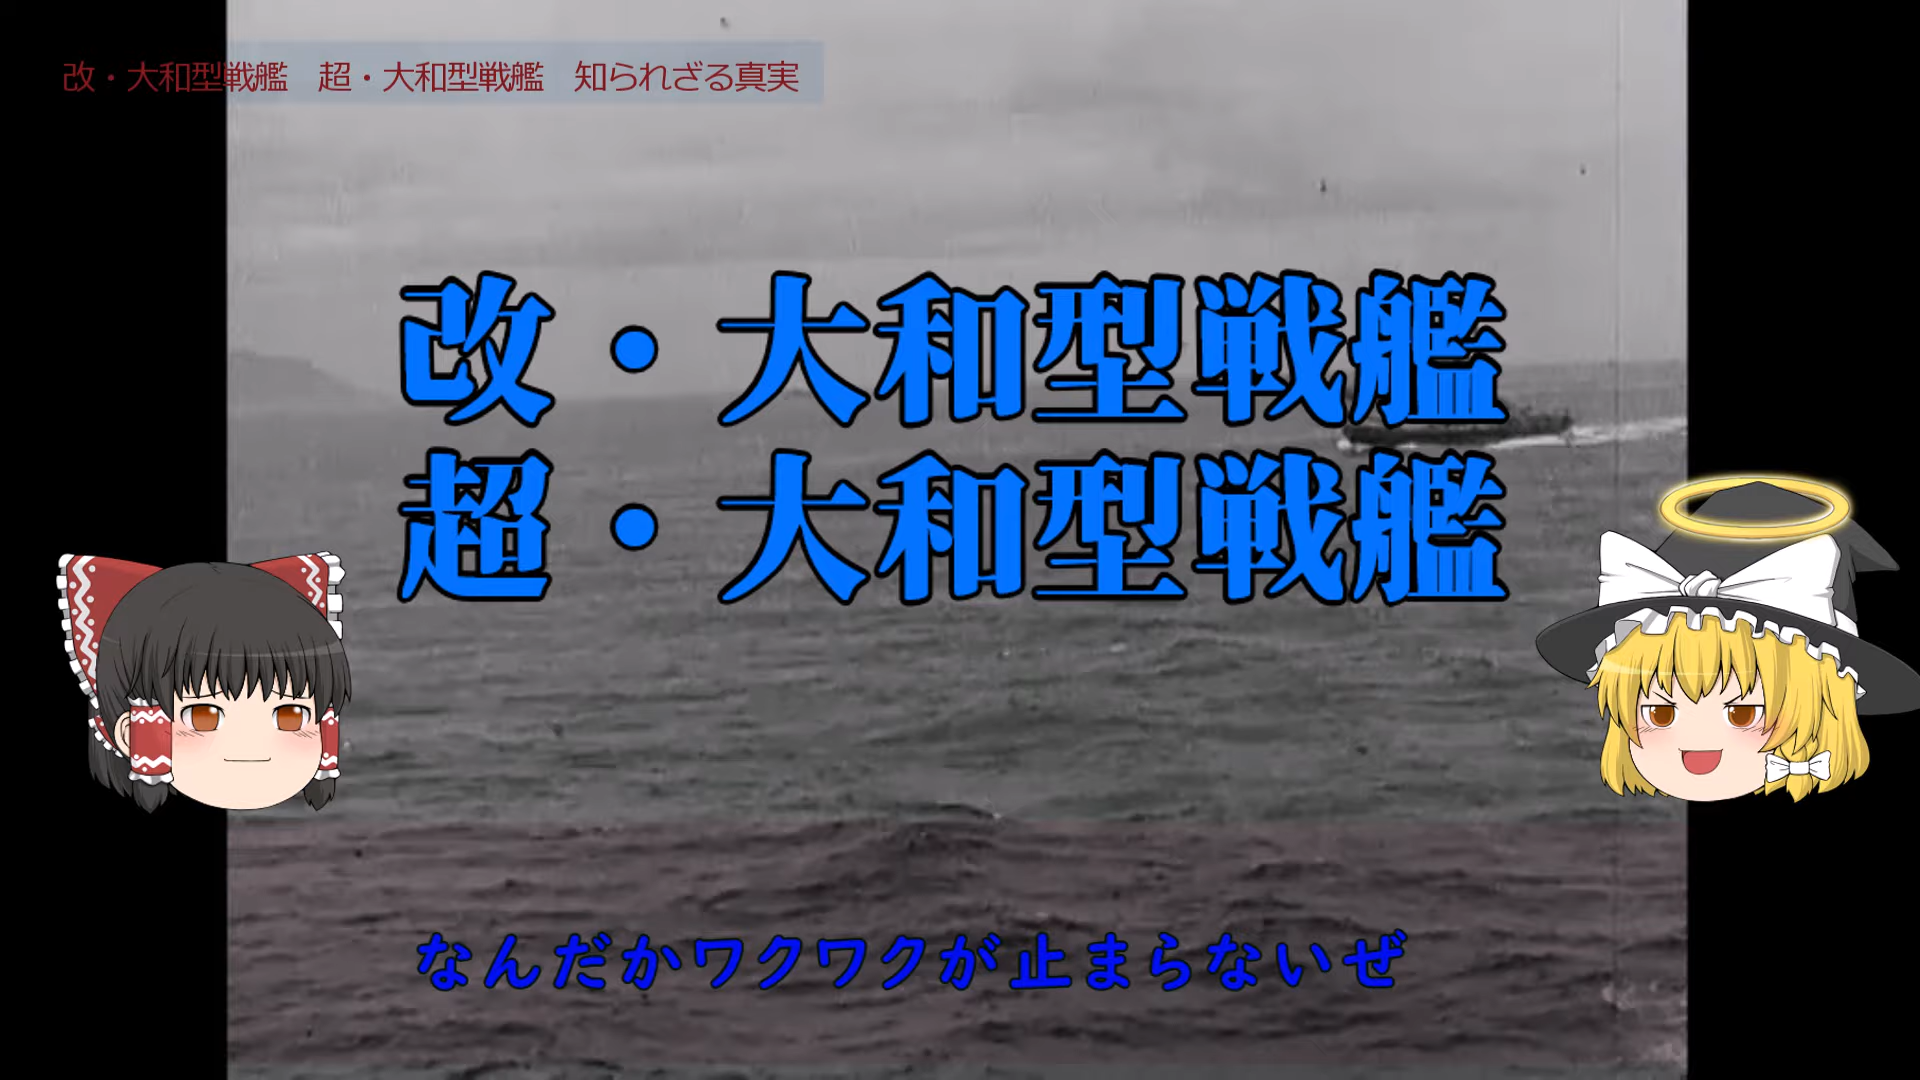 改・大和型戦艦　超・大和型戦艦　知られざる真実
改・大和型戦艦
超・大和型戦艦
なんだかワクワクが止まらないぜ